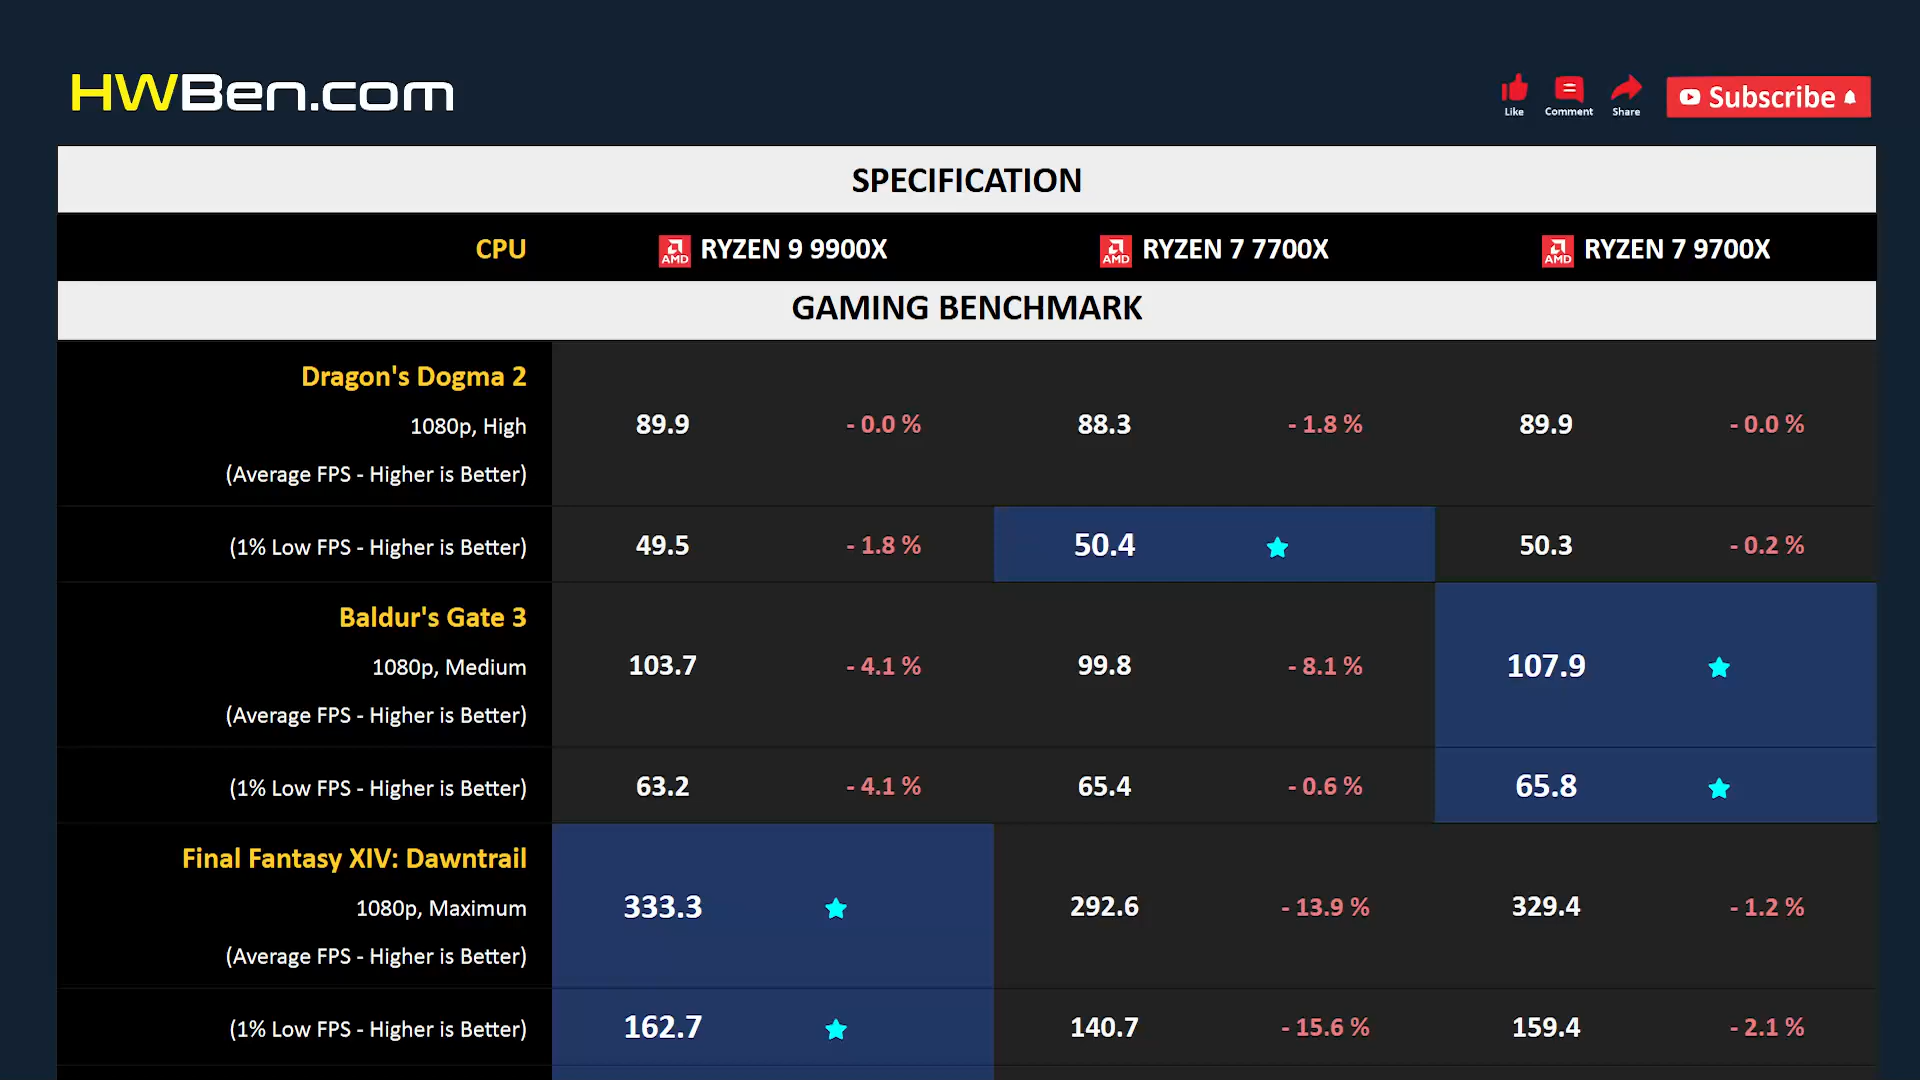 HWBen.com
Like Comment Share Subscribe
SPECIFICATION
CPU AMD RYZEN 9 9900X AMD RYZEN 7 7700X AMD RYZEN 7 9700X
GAMING BENCHMARK
Dragon's Dogma 2
1080p, High 89.9 - 0.0 % 88.3 - 1.8 % 89.9 - 0.0 %
(Average FPS - Higher is Better)
(1% Low FPS - Higher is Better) 49.5 - 1.8 % 50.4 50.3 - 0.2 %
Baldur's Gate 3
1080p, Medium 103.7 - 4.1 % 99.8 - 8.1 % 107.9
(Average FPS - Higher is Better)
(1% Low FPS - Higher is Better) 63.2 - 4.1 % 65.4 - 0.6 % 65.8
Final Fantasy XIV: Dawntrail
1080p, Maximum 333.3 292.6 - 13.9 % 329.4 - 1.2 %
(Average FPS - Higher is Better)
(1% Low FPS - Higher is Better) 162.7 140.7 - 15.6 % 159.4 - 2.1 %